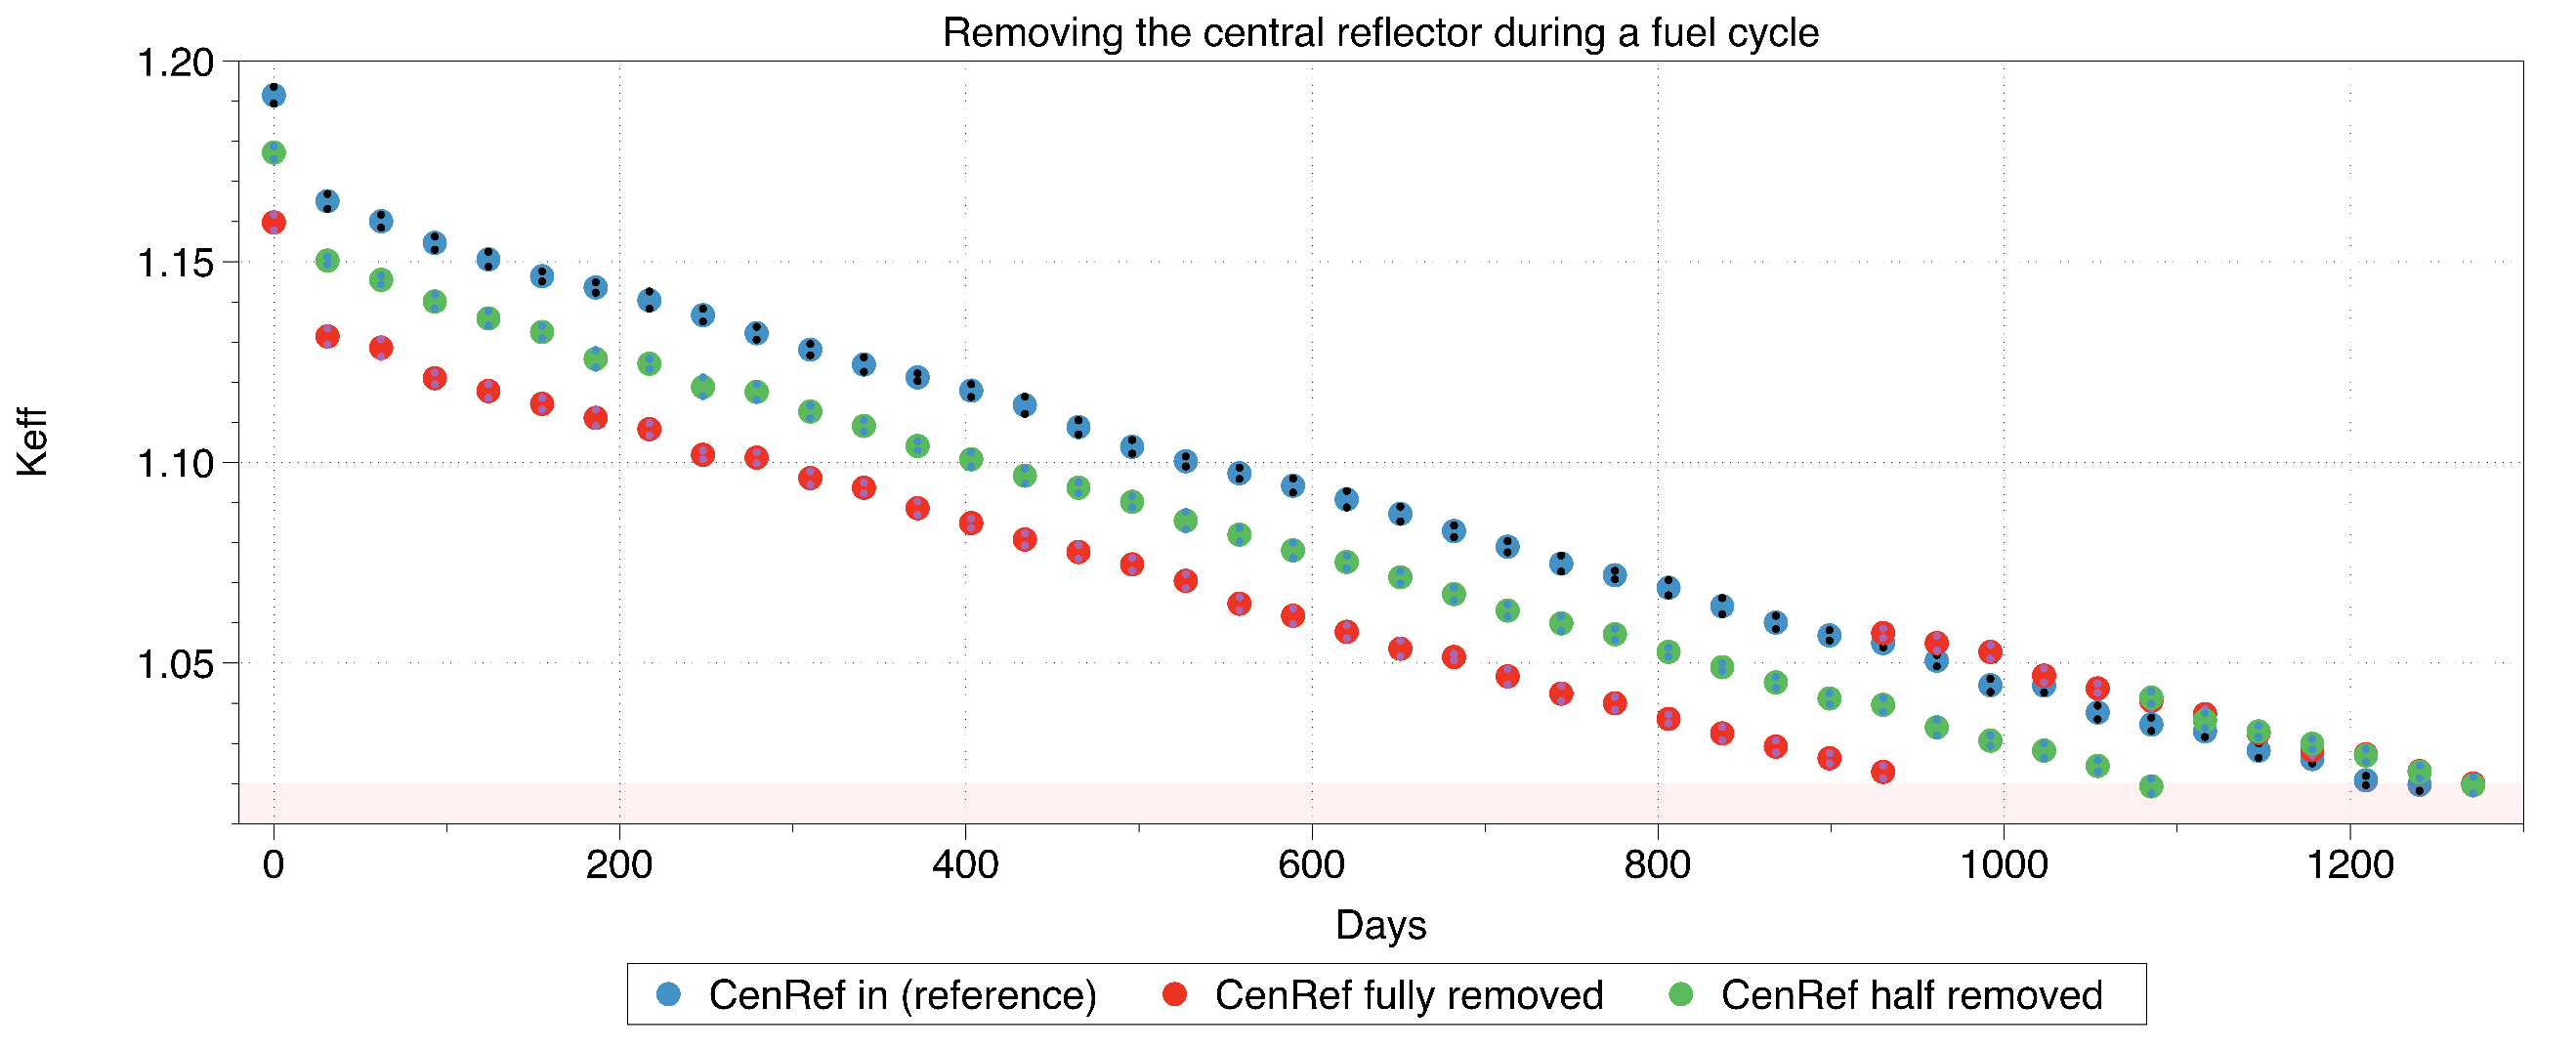 Removing the central reflector during a fuel cycle
1.20
1.15
1.10
1.05
Keff
0 200 400 600 800 1000 1200
Days
CenRef in (reference) CenRef fully removed CenRef half removed